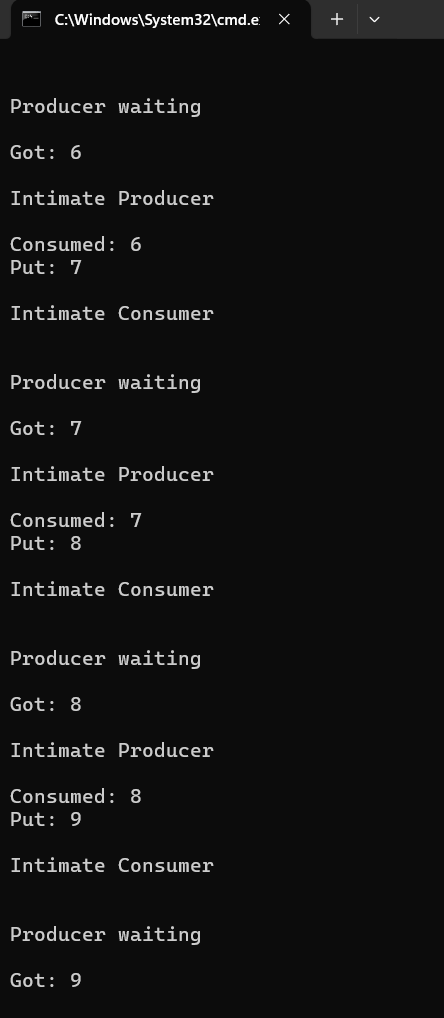 C:\Windows\System32\cmd.e
Producer waiting
Got: 6
Intimate Producer
Consumed: 6
Put: 7
Intimate Consumer
Producer waiting
Got: 7
Intimate Producer
Consumed: 7
Put: 8
Intimate Consumer
Producer waiting
Got: 8
Intimate Producer
Consumed: 8
Put: 9
Intimate Consumer
Producer waiting
Got: 9